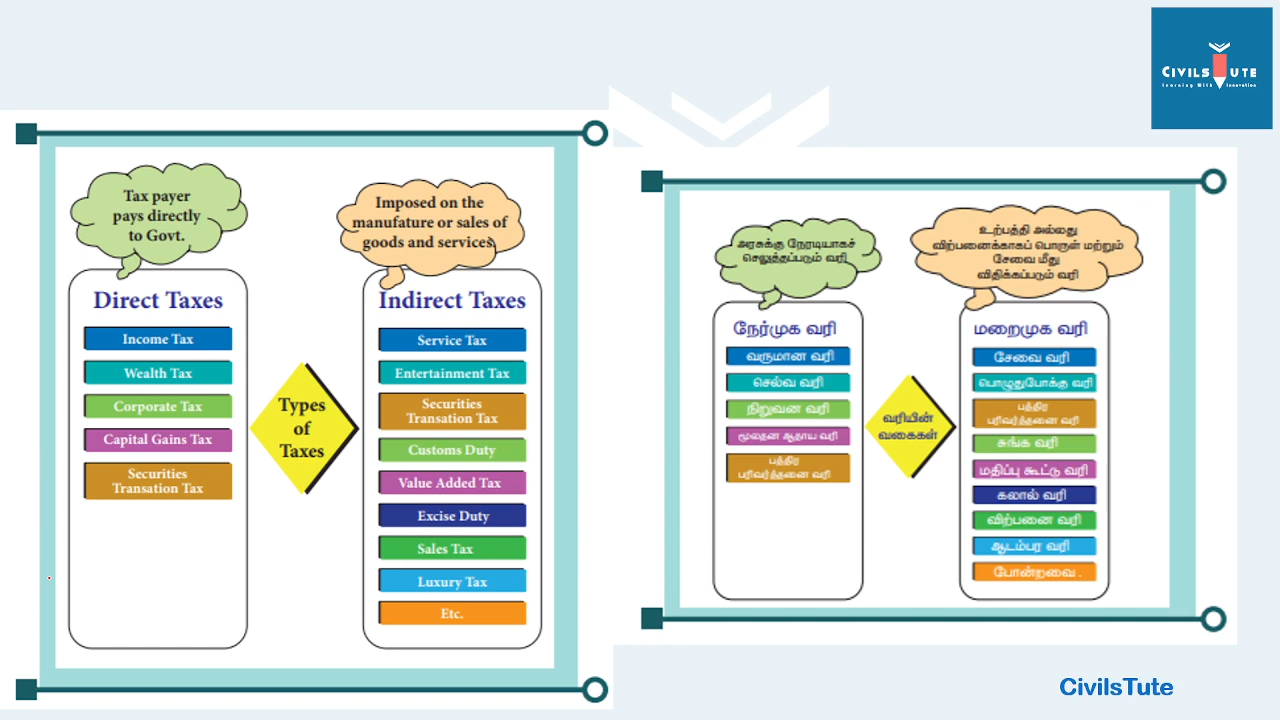 CIVILSTUTE
Learning With Innovation
Tax payer
pays directly
to Govt.
Direct Taxes
Income Tax
Wealth Tax
Corporate Tax
Capital Gains Tax
Securities
Transation Tax
Types
of
Taxes
Imposed on the
manufature or sales of
goods and services.
Indirect Taxes
Service Tax
Entertainment Tax
Securities
Transation Tax
Customs Duty
Value Added Tax
Excise Duty
Sales Tax
Luxury Tax
Etc.
அரசுக்கு நேரடியாகச்
செலுத்தப்படும் வரி
நேர்முக வரி
வருமான வரி
செல்வ வரி
நிறுவன வரி
மூலதன ஆதாய வரி
பத்திர
பரிவர்த்தனை வரி
வரியின்
வகைகள்
உற்பத்தி அல்லது
விற்பனைக்காகப் பொருள் மற்றும்
சேவை மீது
விதிக்கப்படும் வரி
மறைமுக வரி
சேவை வரி
பொழுதுபோக்கு வரி
பத்திர
பரிவர்த்தனை வரி
சுங்க வரி
மதிப்பு கூட்டு வரி
கலால் வரி
விற்பனை வரி
ஆடம்பர வரி
போன்றவை .
CivilsTute